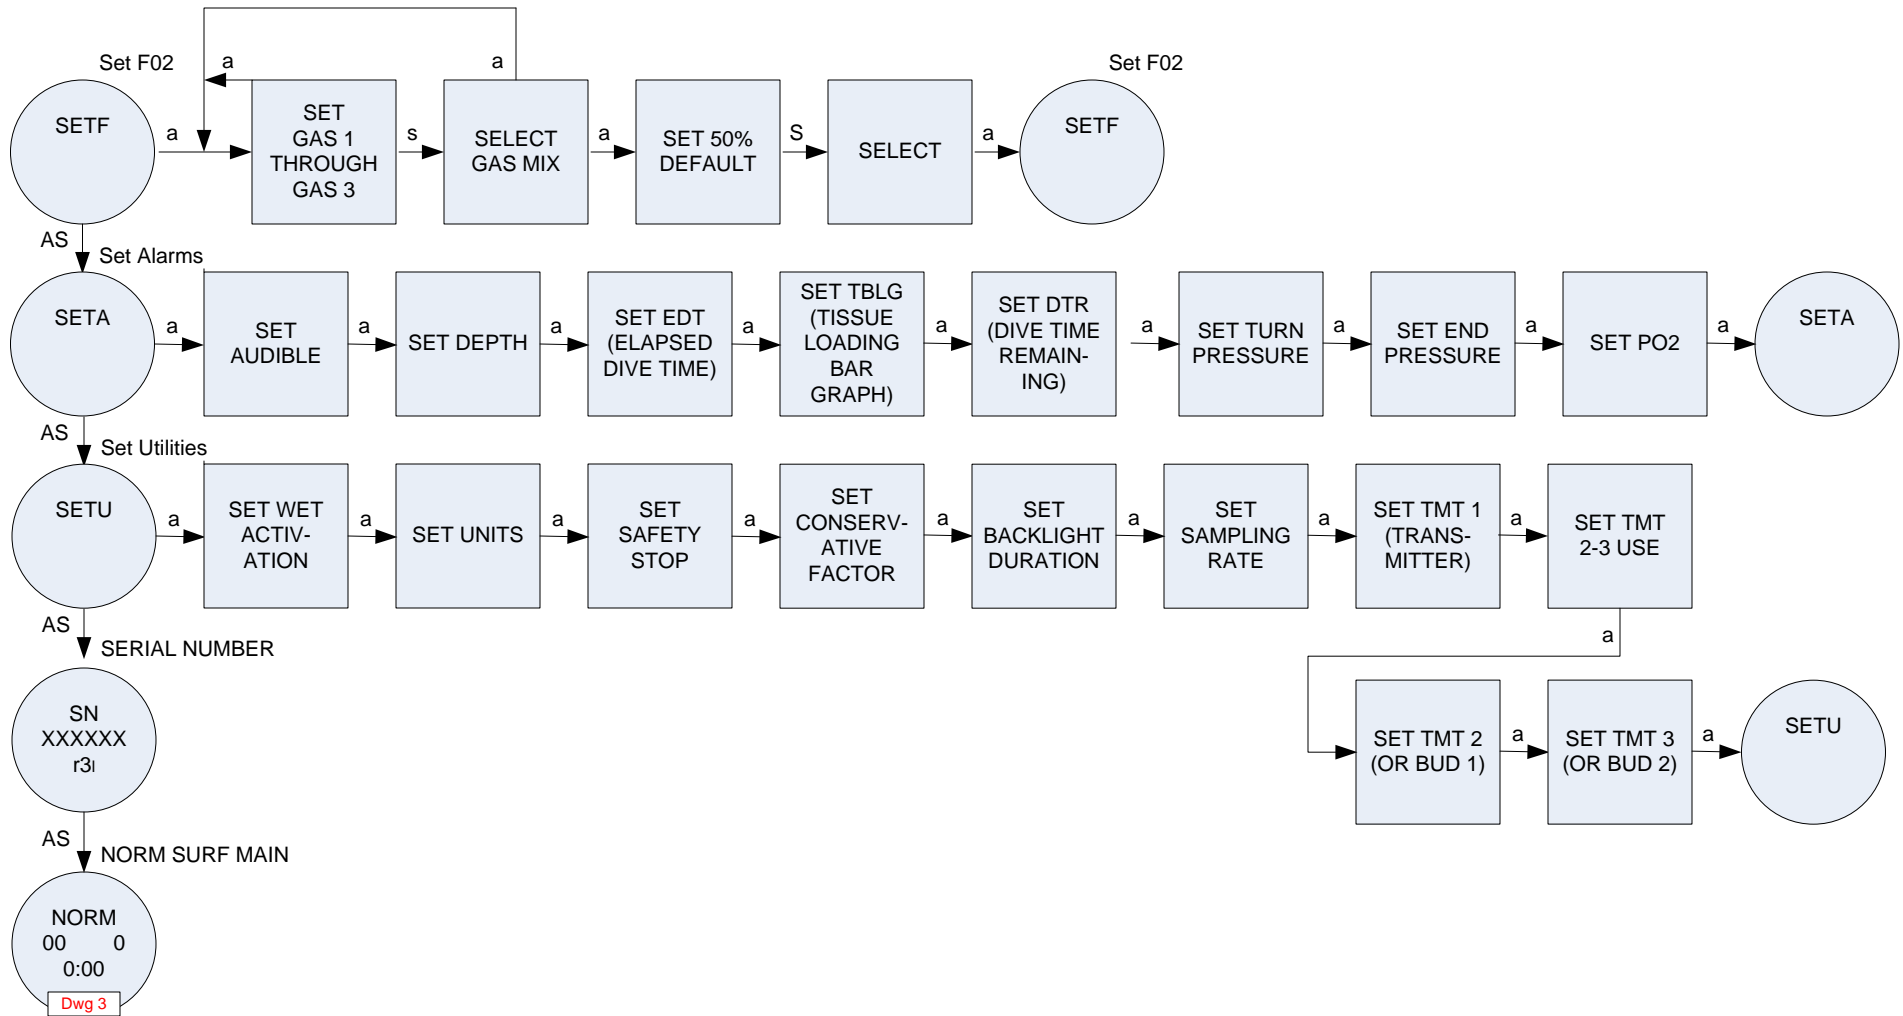 Set F02
Set F02
a
a
SETF
a
SET
GAS 1
THROUGH
GAS 3
s
SELECT
GAS MIX
a
SET 50%
DEFAULT
S
SELECT
a
SETF
AS
Set Alarms
SETA
a
SET
AUDIBLE
a
SET DEPTH
a
SET EDT
(ELAPSED
DIVE TIME)
a
SET TBLG
(TISSUE
LOADING
BAR
GRAPH)
a
SET DTR
(DIVE TIME
REMAIN-
ING)
a
SET TURN
PRESSURE
a
SET END
PRESSURE
a
SET PO2
a
SETA
AS
Set Utilities
SETU
a
SET WET
ACTIV-
ATION
a
SET UNITS
a
SET
SAFETY
STOP
a
SET
CONSERV-
ATIVE
FACTOR
a
SET
BACKLIGHT
DURATION
a
SET
SAMPLING
RATE
a
SET TMT 1
(TRANS-
MITTER)
a
SET TMT
2-3 USE
a
SET TMT 2
(OR BUD 1)
a
SET TMT 3
(OR BUD 2)
a
SETU
AS
SERIAL NUMBER
SN
XXXXXX
r3l
AS
NORM SURF MAIN
NORM
00 0
0:00
Dwg 3